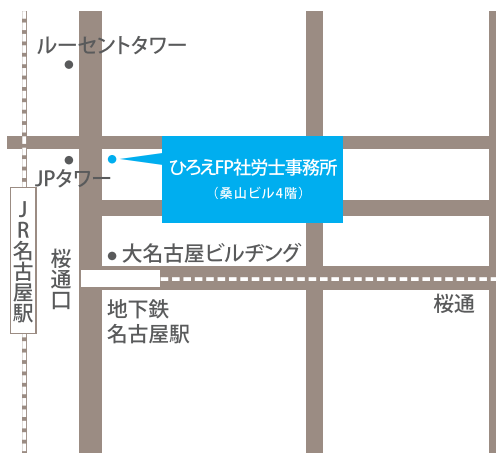 ルーセントタワー
ひろえFP社労士事務所
（桑山ビル4階）
JPタワー
JR名古屋駅
桜通口
大名古屋ビルヂング
地下鉄
名古屋駅
桜通